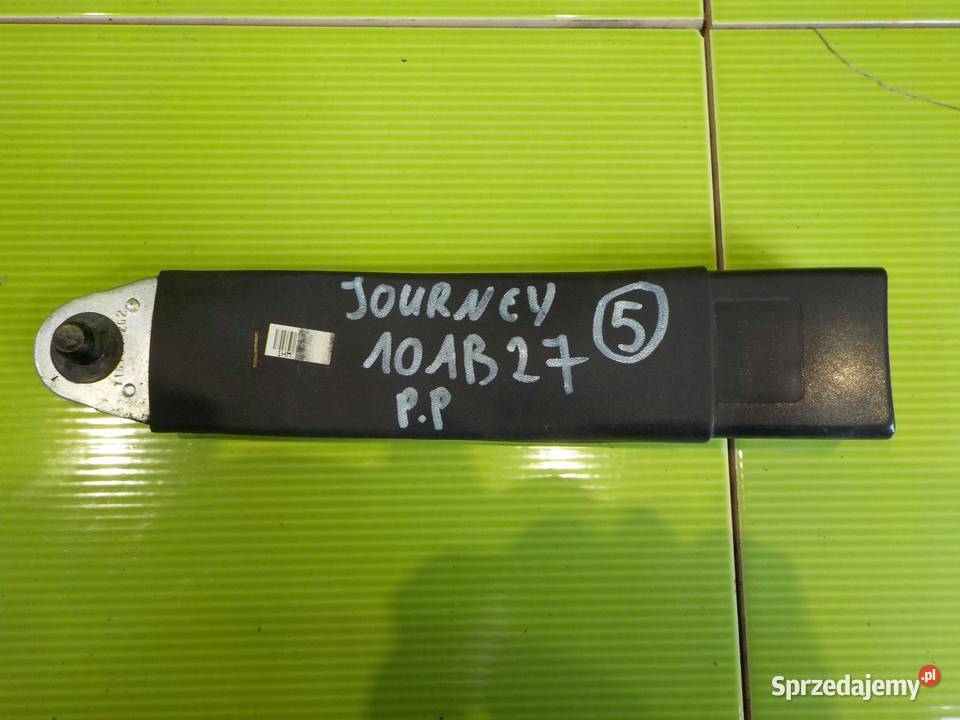 JOURNEY
10AB27
P.P
5
Sprzedajemy.pl